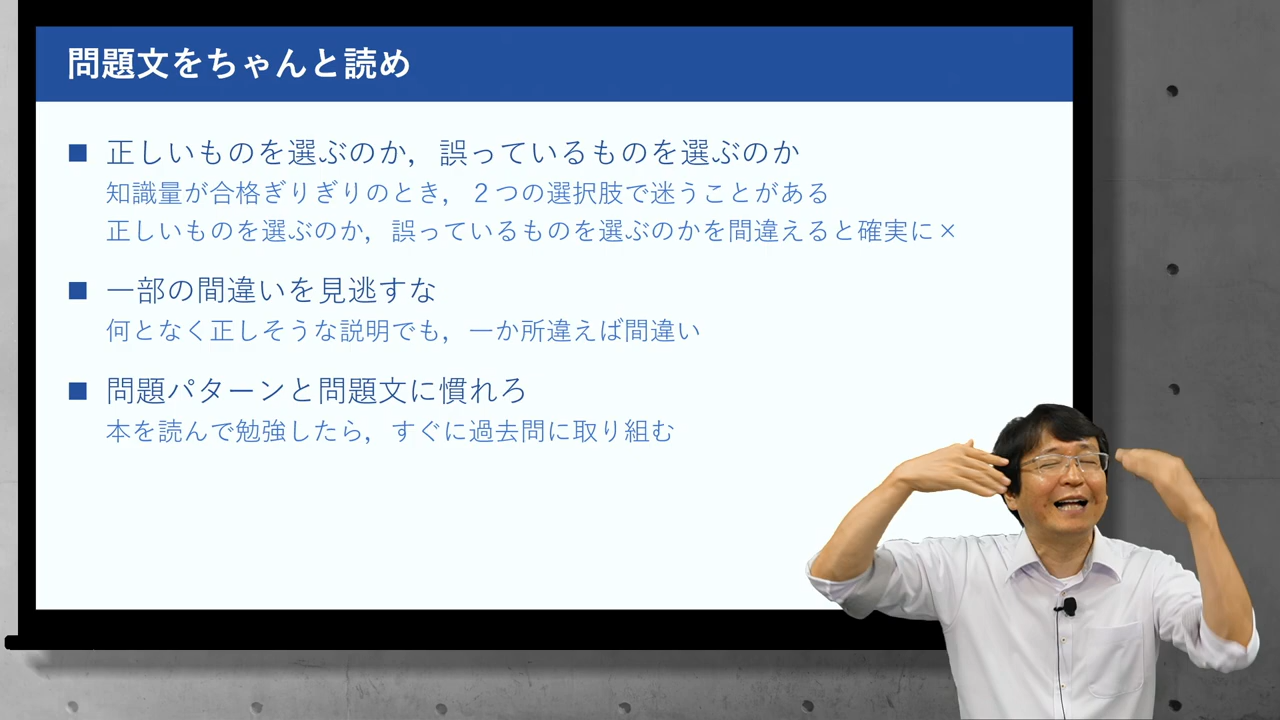 問題文をちゃんと読め
■ 正しいものを選ぶのか，誤っているものを選ぶのか
知識量が合格ぎりぎりのとき，２つの選択肢で迷うことがある
正しいものを選ぶのか，誤っているものを選ぶのかを間違えると確実に×
■ 一部の間違いを見逃すな
何となく正しそうな説明でも，一か所違えば間違い
■ 問題パターンと問題文に慣れろ
本を読んで勉強したら，すぐに過去問に取り組む